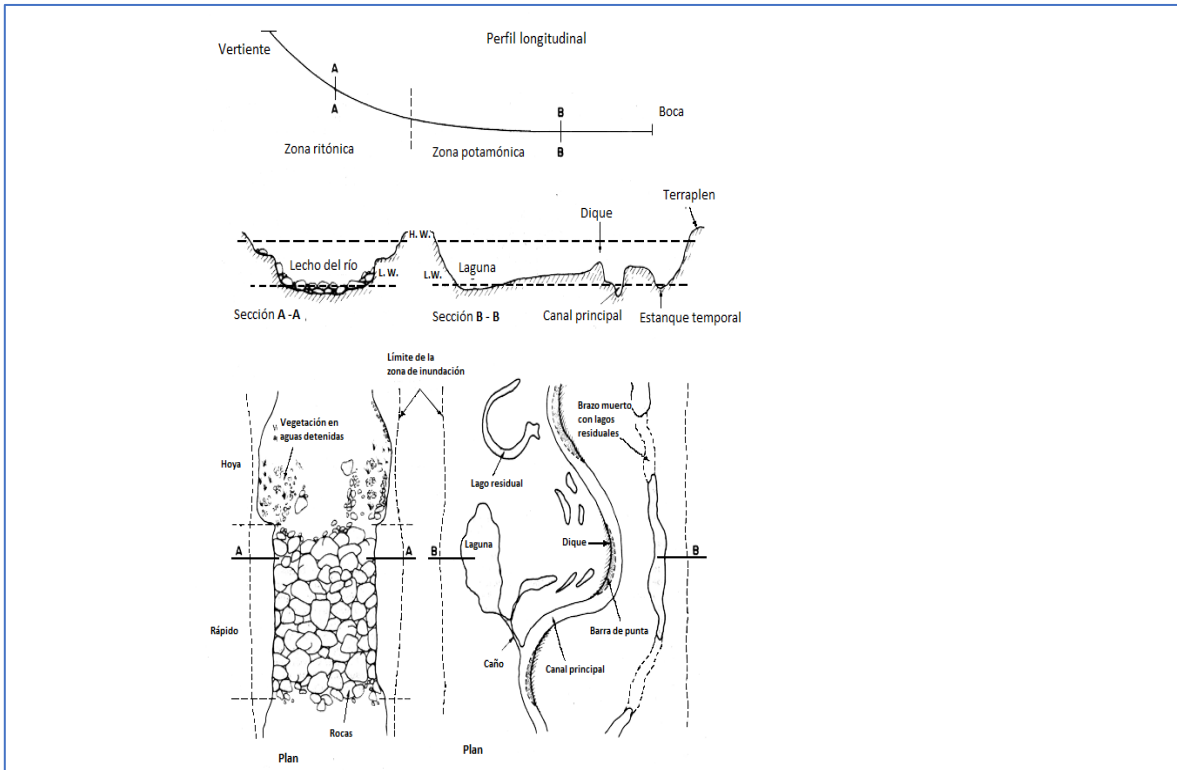 Perfil longitudinal
Vertiente
A
A
B
B
Boca
Zona ritónica
Zona potamónica
Terraplen
Dique
H. W.
Lecho del río
L. W.
L.W.
Laguna
Sección A -A
Sección B - B
Canal principal
Estanque temporal
Límite de la
zona de inundación
Vegetación en
aguas detenidas
Brazo muerto
con lagos
residuales
Hoya
Lago residual
A
A
B
Laguna
Dique
B
Rápido
Barra de punta
Caño
Canal principal
Rocas
Plan
Plan